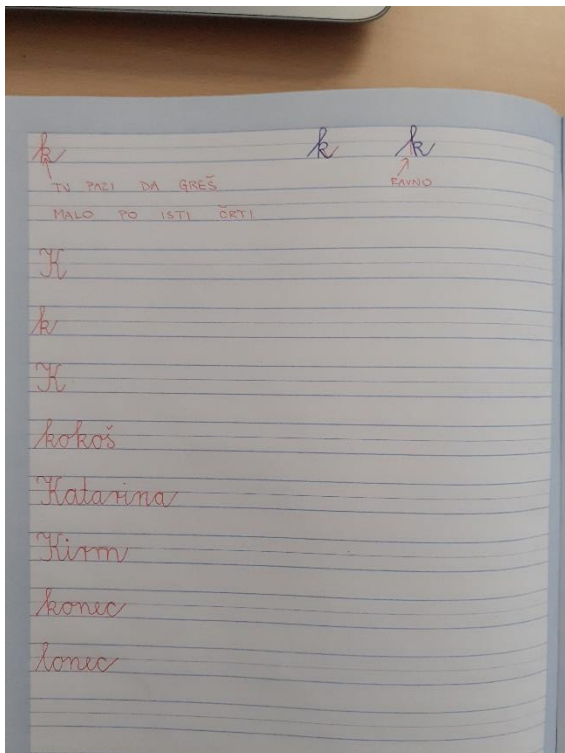 k k k
TU PAZI DA GREŠ RAVNO
MALO PO ISTI ČRTI.
K
k
K
kokoš
Katarina
Kirm
konec
lonec